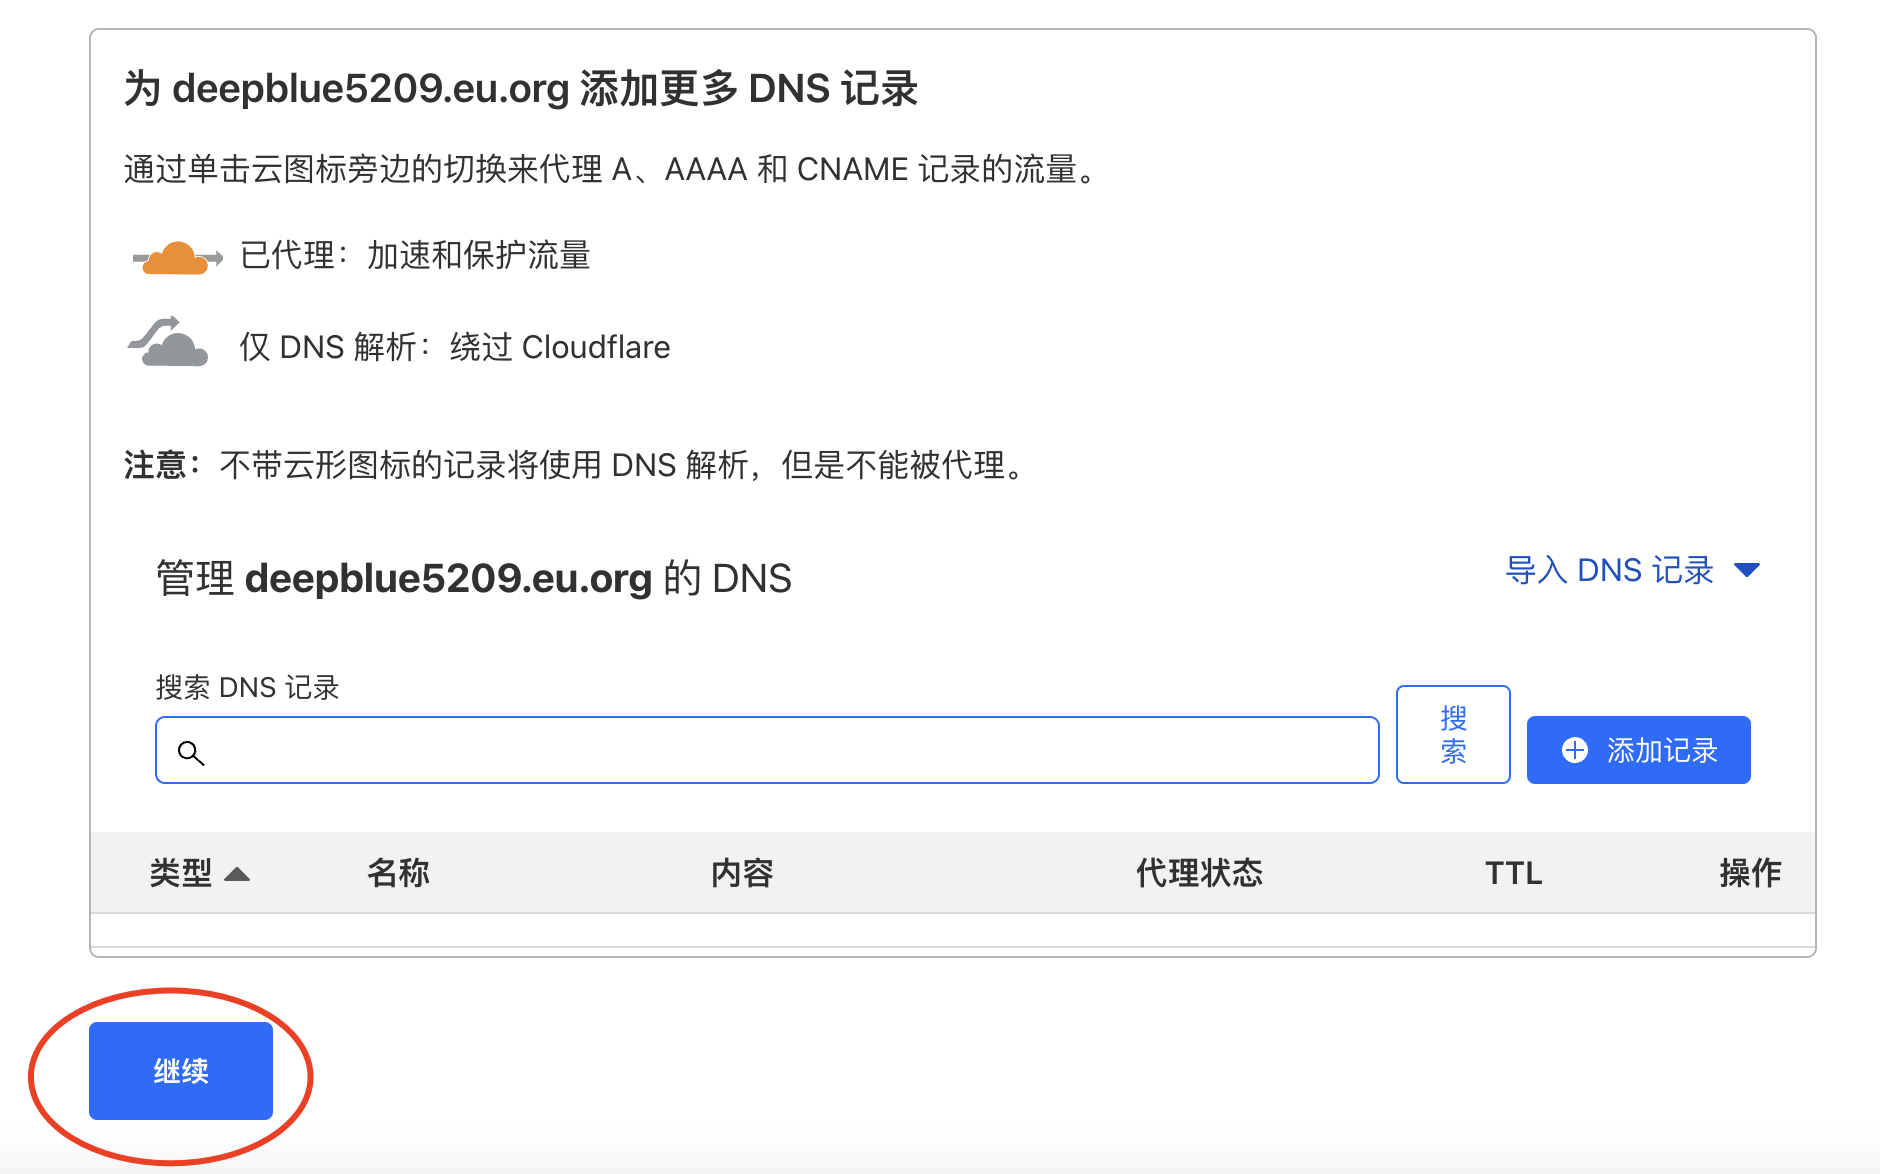 为 deepblue5209.eu.org 添加更多 DNS 记录
通过单击云图标旁边的切换来代理 A、AAAA 和 CNAME 记录的流量。
已代理：加速和保护流量
仅 DNS 解析：绕过 Cloudflare
注意：不带云形图标的记录将使用 DNS 解析，但是不能被代理。
管理 deepblue5209.eu.org 的 DNS
导入 DNS 记录
搜索 DNS 记录
搜
索
添加记录
类型 名称 内容 代理状态 TTL 操作
继续